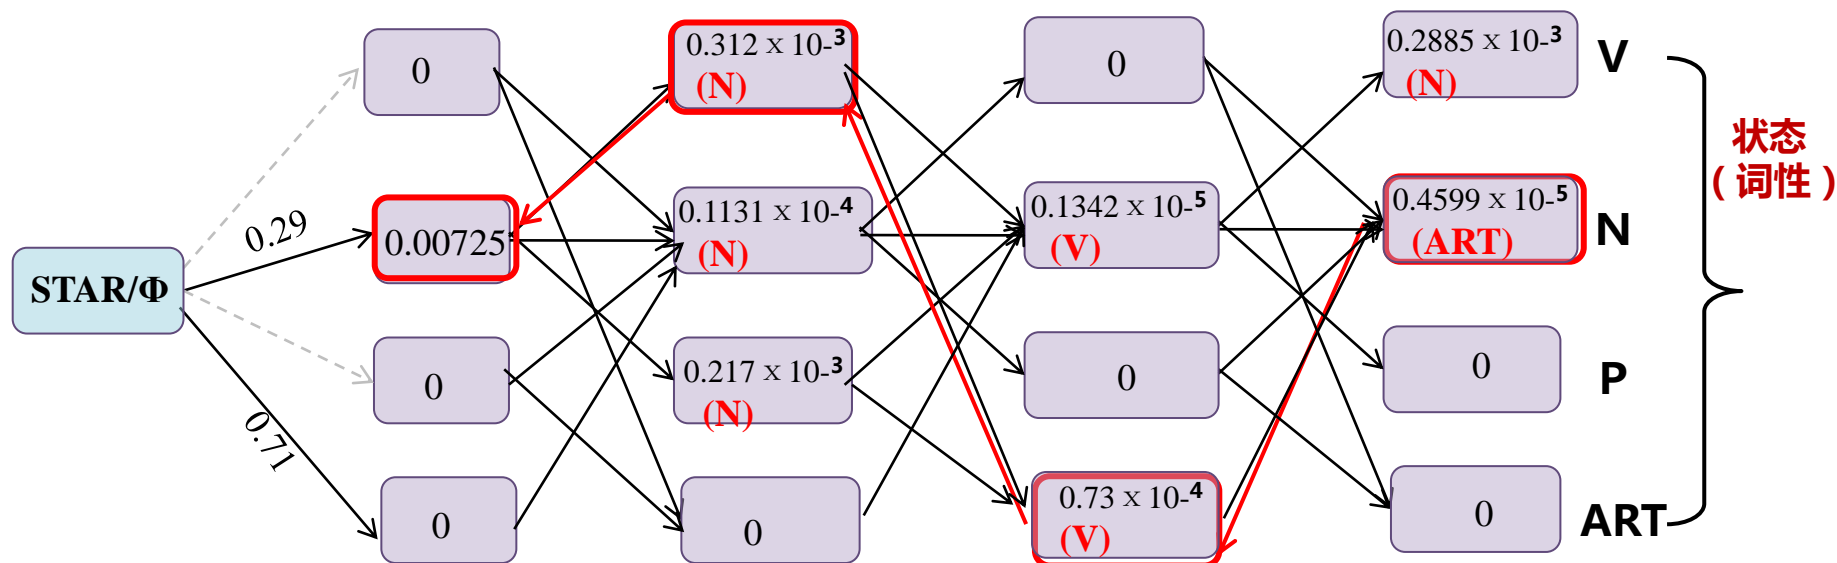 STAR/Φ
0.29
0.71
0
0.00725
0
0
0.312 × 10-³
(N)
0.1131 × 10-⁴
(N)
0.217 × 10-³
(N)
0
0
0.1342 × 10-⁵
(V)
0
0.73 × 10-⁴
(V)
0.2885 × 10-³
(N)
0.4599 × 10-⁵
(ART)
0
0
V
N
P
ART
状态
（词性）